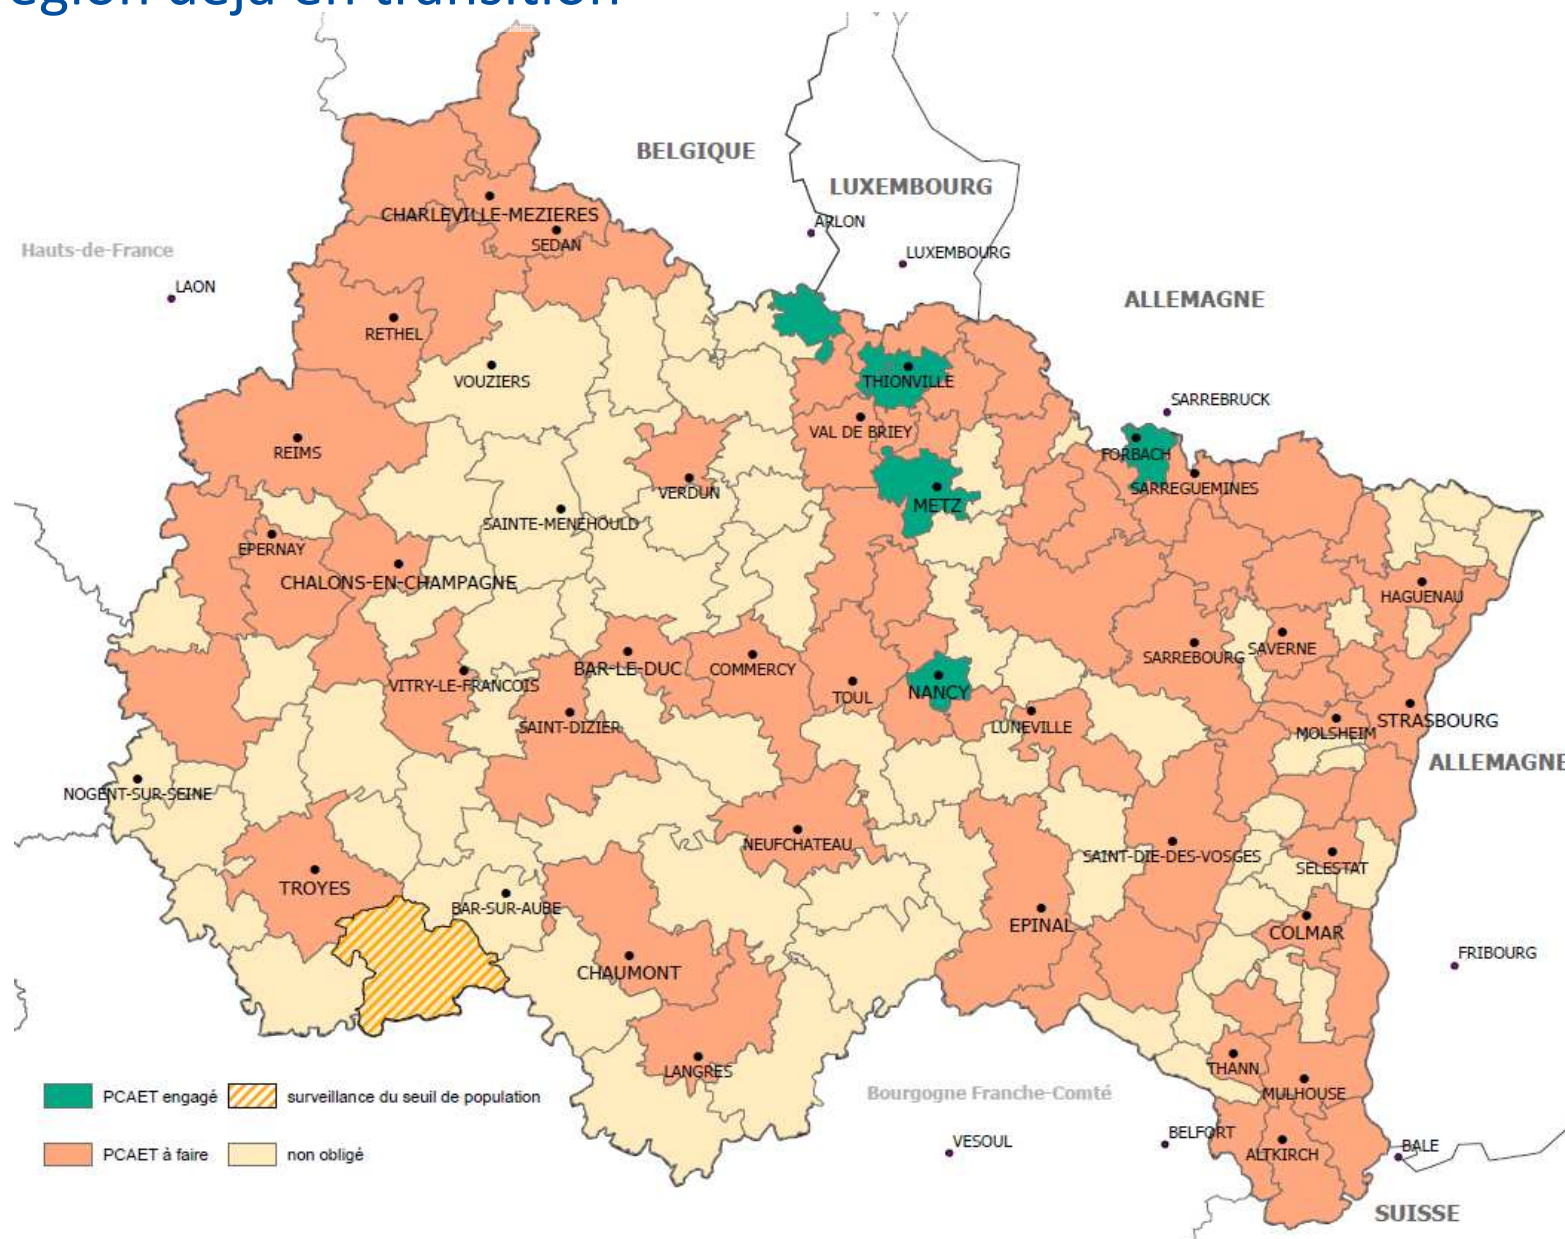 égion déjà en transition
BELGIQUE
LUXEMBOURG
CHARLEVILLE-MEZIERES
ARLON
SEDAN
Hauts-de-France
LUXEMBOURG
LAON
ALLEMAGNE
RETHEL
VOUZIERS
THIONVILLE
SARREBRUCK
VAL DE BRIEY
REIMS
FORBACH
VERDUN
SARREGUEMINES
METZ
SAINTE-MENEHOULD
EPERNAY
CHALONS-EN-CHAMPAGNE
HAGUENAU
SAVERNE
SARREBOURG
BAR-LE-DUC
COMMERCY
VITRY-LE-FRANCOIS
TOUL
NANCY
STRASBOURG
SAINT-DIZIER
LUNEVILLE
MOLSHEIM
ALLEMAGNE
NOGENT-SUR-SEINE
NEUFCHATEAU
SAINT-DIE-DES-VOSGES
SELESTAT
TROYES
BAR-SUR-AUBE
EPINAL
COLMAR
FRIBOURG
CHAUMONT
LANGRES
THANN
Bourgogne Franche-Comté
MULHOUSE
PCAET engagé
surveillance du seuil de population
BELFORT
VESOUL
ALTKIRCH
BALE
PCAET à faire
non obligé
SUISSE